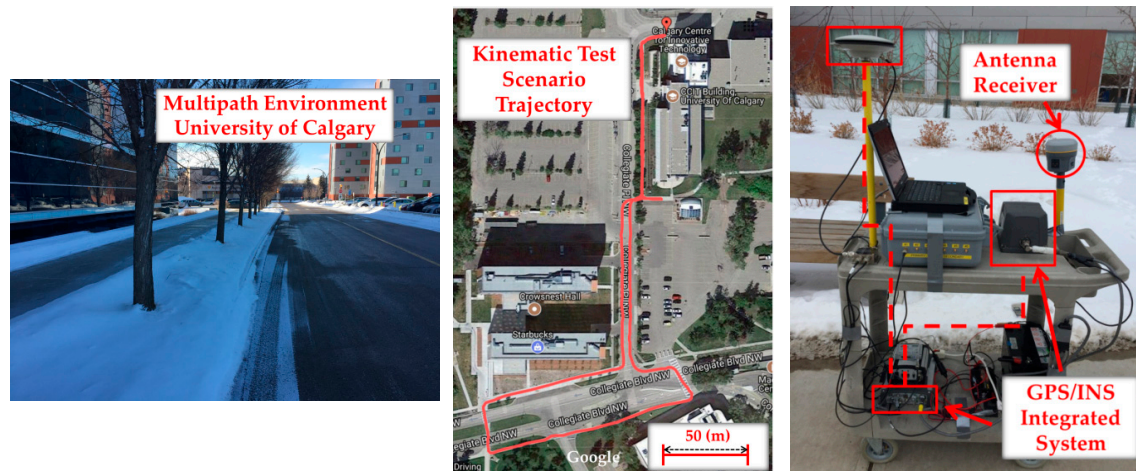 Multipath Environment
University of Calgary
Kinematic Test
Scenario
Trajectory
Calgary Centre
for Innovative
Technology
CCIT Building,
University Of Calgary
Collegiate Blvd NW
Crowsnest Hall
Starbucks
Collegiate Blvd NW
Collegiate Blvd NW
Collegiate Blvd NW
Driving
Google
50 (m)
Antenna
Receiver
GPS/INS
Integrated
System